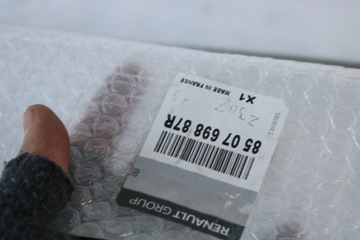 RENAULT GROUP
85 07 698 87R
X1
MADE IN FRANCE